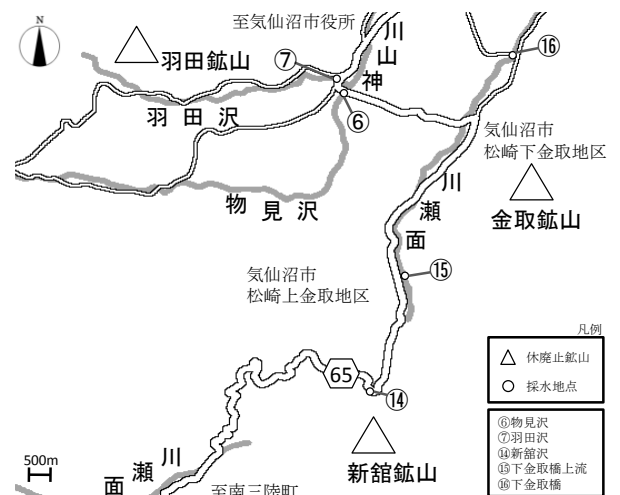 至気仙沼市役所
N
羽田鉱山
⑦
神山川
⑯
羽田沢
⑥
気仙沼市
松崎下金取地区
物見沢
面瀬川
金取鉱山
⑮
気仙沼市
松崎上金取地区
凡例
休廃止鉱山
採水地点
65
⑭
⑥物見沢
⑦羽田沢
⑭新舘沢
⑮下金取橋上流
⑯下金取橋
新舘鉱山
500m
面瀬川
至南三陸町